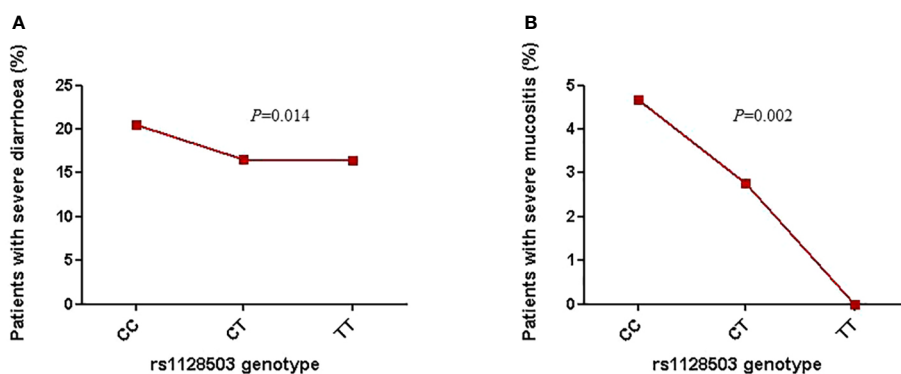 A
Patients with severe diarrhoea (%)
25
20
15
10
5
0
P=0.014
CC
CT
TT
rs1128503 genotype
B
Patients with severe mucositis (%)
5
4
3
2
1
0
P=0.002
CC
CT
TT
rs1128503 genotype